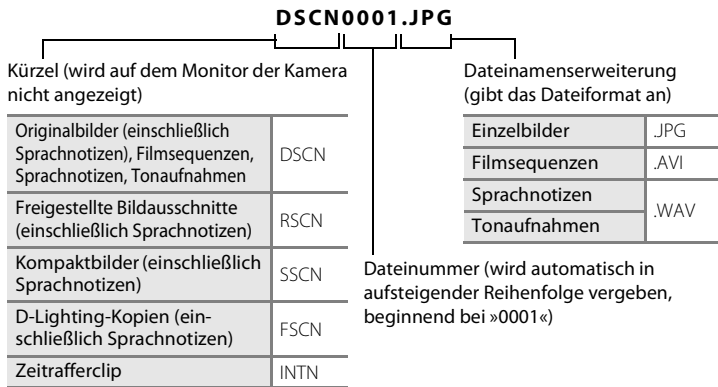 DSCN0001.JPG
Kürzel (wird auf dem Monitor der Kamera
nicht angezeigt)
Originalbilder (einschließlich
Sprachnotizen), Filmsequenzen,
Sprachnotizen, Tonaufnahmen
DSCN
Freigestellte Bildausschnitte
(einschließlich Sprachnotizen)
RSCN
Kompaktbilder (einschließlich
Sprachnotizen)
SSCN
D-Lighting-Kopien (ein-
schließlich Sprachnotizen)
FSCN
Zeitrafferclip
INTN
Dateinamenserweiterung
(gibt das Dateiformat an)
Einzelbilder
.JPG
Filmsequenzen
.AVI
Sprachnotizen
.WAV
Tonaufnahmen
Dateinummer (wird automatisch in
aufsteigender Reihenfolge vergeben,
beginnend bei »0001«)